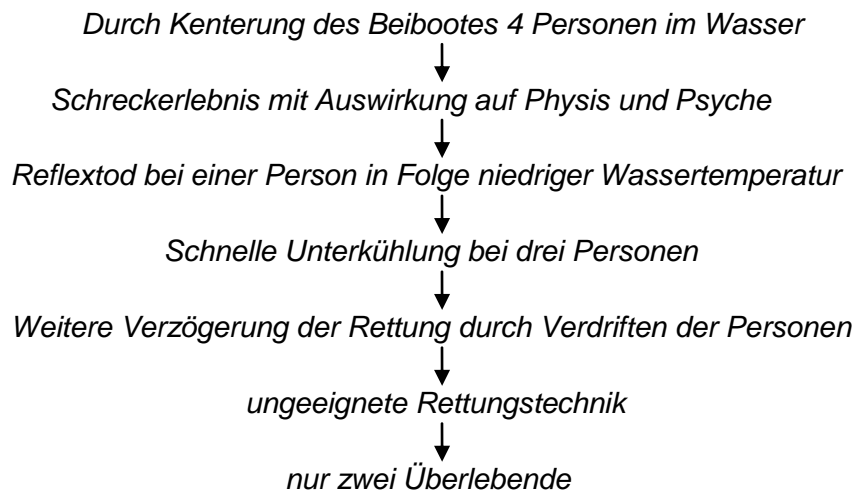 Durch Kenterung des Beibootes 4 Personen im Wasser
Schreckerlebnis mit Auswirkung auf Physis und Psyche
Reflextod bei einer Person in Folge niedriger Wassertemperatur
Schnelle Unterkühlung bei drei Personen
Weitere Verzögerung der Rettung durch Verdriften der Personen
ungeeignete Rettungstechnik
nur zwei Überlebende